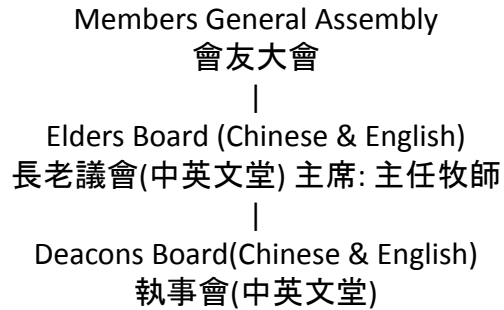 Members General Assembly
會友大會
|
Elders Board (Chinese & English)
長老議會(中英文堂) 主席: 主任牧師
|
Deacons Board(Chinese & English)
執事會(中英文堂)